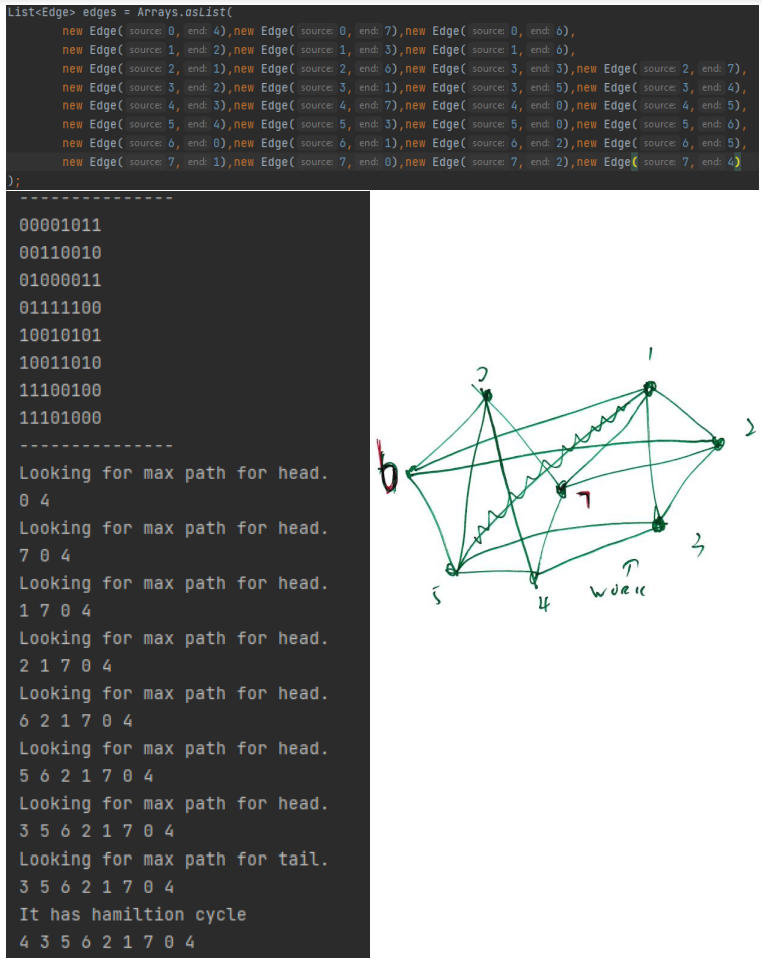 List<Edge> edges = Arrays.asList(
new Edge( source: 0, end: 4),new Edge( source: 0, end: 7),new Edge( source: 0, end: 6),
new Edge( source: 1, end: 2),new Edge( source: 1, end: 3),new Edge( source: 1, end: 6),
new Edge( source: 2, end: 1),new Edge( source: 2, end: 6),new Edge( source: 3, end: 3),new Edge( source: 2, end: 7),
new Edge( source: 3, end: 2),new Edge( source: 3, end: 1),new Edge( source: 3, end: 5),new Edge( source: 3, end: 4),
new Edge( source: 4, end: 3),new Edge( source: 4, end: 7),new Edge( source: 4, end: 0),new Edge( source: 4, end: 5),
new Edge( source: 5, end: 4),new Edge( source: 5, end: 3),new Edge( source: 5, end: 0),new Edge( source: 5, end: 6),
new Edge( source: 6, end: 0),new Edge( source: 6, end: 1),new Edge( source: 6, end: 2),new Edge( source: 6, end: 5),
new Edge( source: 7, end: 1),new Edge( source: 7, end: 0),new Edge( source: 7, end: 2),new Edge( source: 7, end: 4)
);
---------------
00001011
00110010
01000011
01111100
10010101
10011010
11100100
11101000
---------------
Looking for max path for head.
0 4
Looking for max path for head.
7 0 4
Looking for max path for head.
1 7 0 4
Looking for max path for head.
2 1 7 0 4
Looking for max path for head.
6 2 1 7 0 4
Looking for max path for head.
5 6 2 1 7 0 4
Looking for max path for head.
3 5 6 2 1 7 0 4
Looking for max path for tail.
3 5 6 2 1 7 0 4
It has hamiltion cycle
4 3 5 6 2 1 7 0 4
1
2
7
3
5
4
work